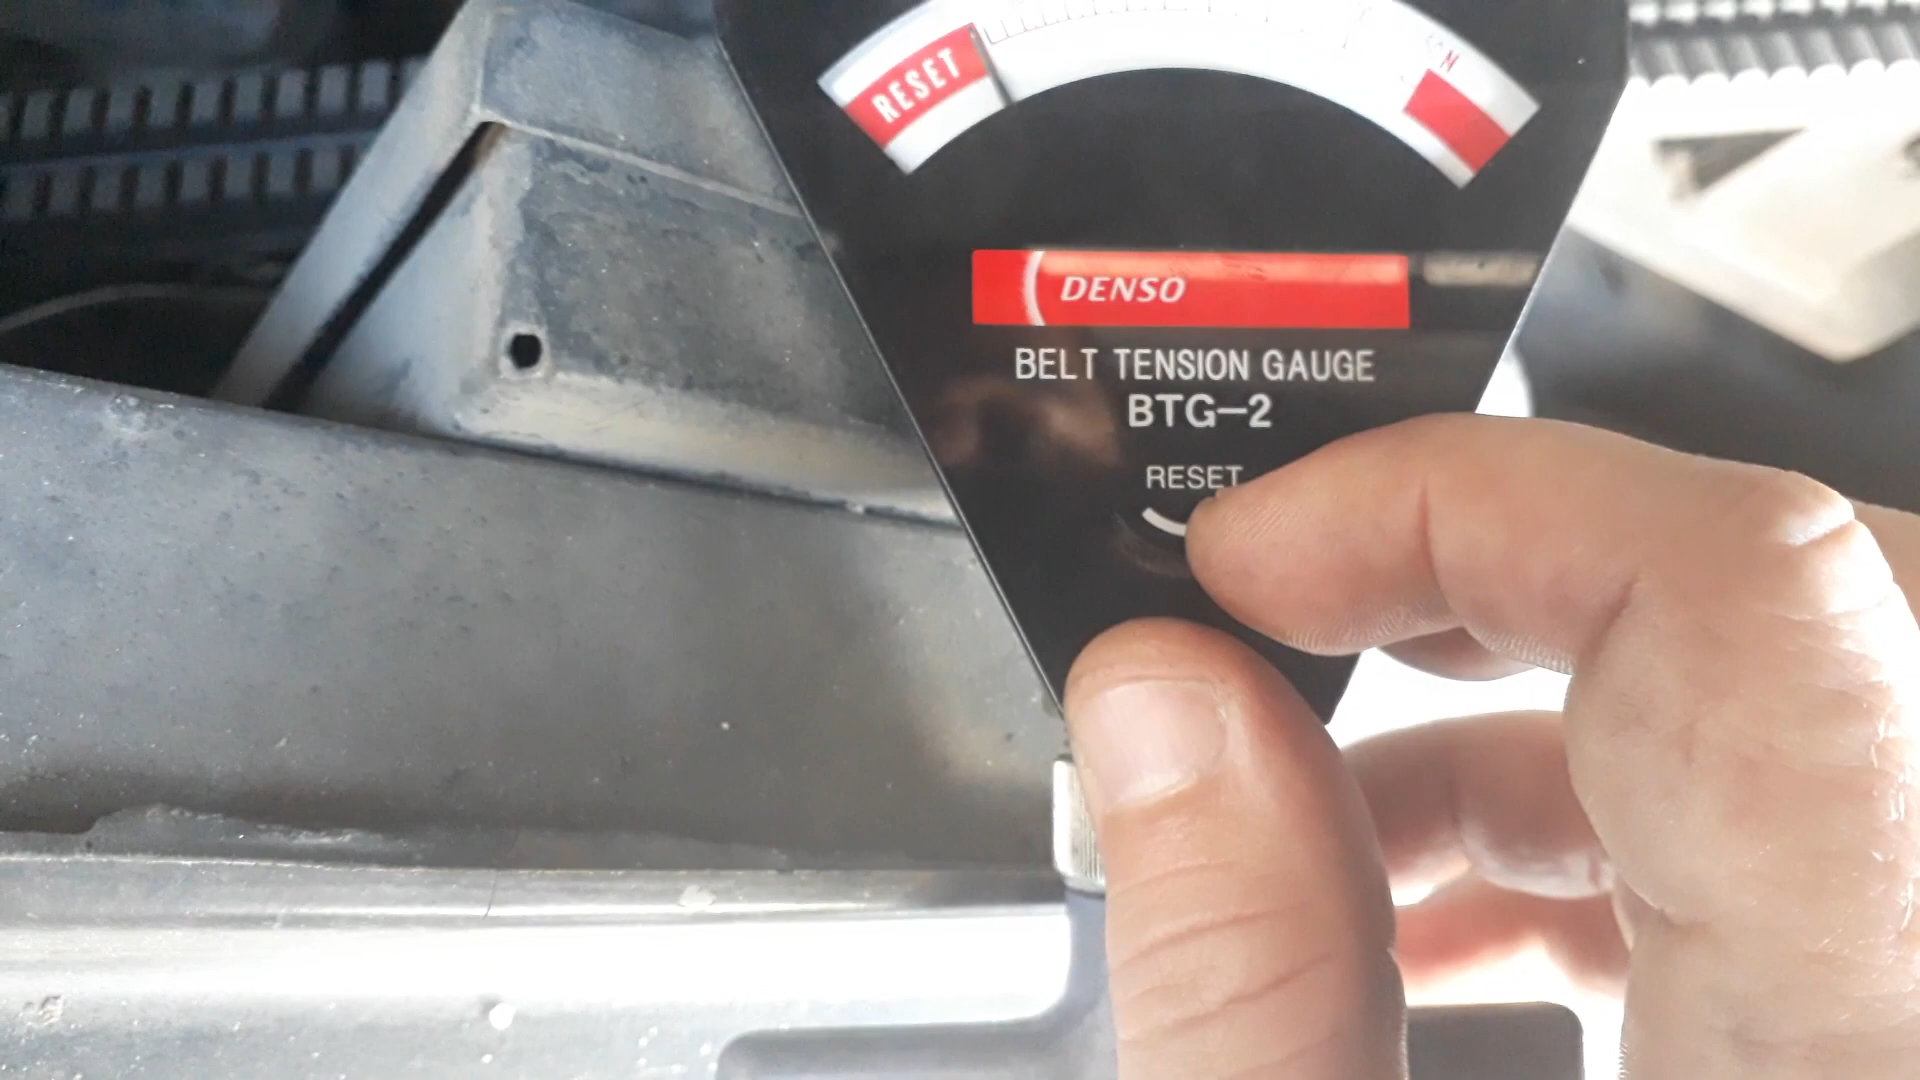 RESET
N
DENSO
BELT TENSION GAUGE
BTG-2
RESET